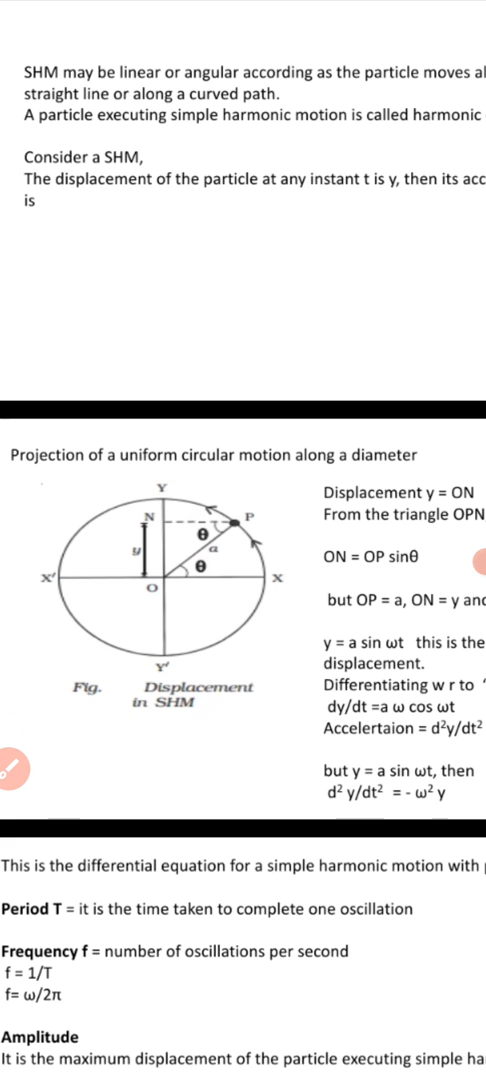 SHM may be linear or angular according as the particle moves al
straight line or along a curved path.
A particle executing simple harmonic motion is called harmonic
Consider a SHM,
The displacement of the particle at any instant t is y, then its acc
is
Projection of a uniform circular motion along a diameter
Y
N
P
θ
y
a
θ
X'
X
O
Y'
Fig. Displacement
in SHM
Displacement y = ON
From the triangle OPN
ON = OP sinθ
but OP = a, ON = y and
y = a sin ωt this is the
displacement.
Differentiating w r to ‘
dy/dt =a ω cos ωt
Accelertaion = d²y/dt²
but y = a sin ωt, then
d² y/dt² = - ω² y
This is the differential equation for a simple harmonic motion with p
Period T = it is the time taken to complete one oscillation
Frequency f = number of oscillations per second
f = 1/T
f= ω/2π
Amplitude
It is the maximum displacement of the particle executing simple ha